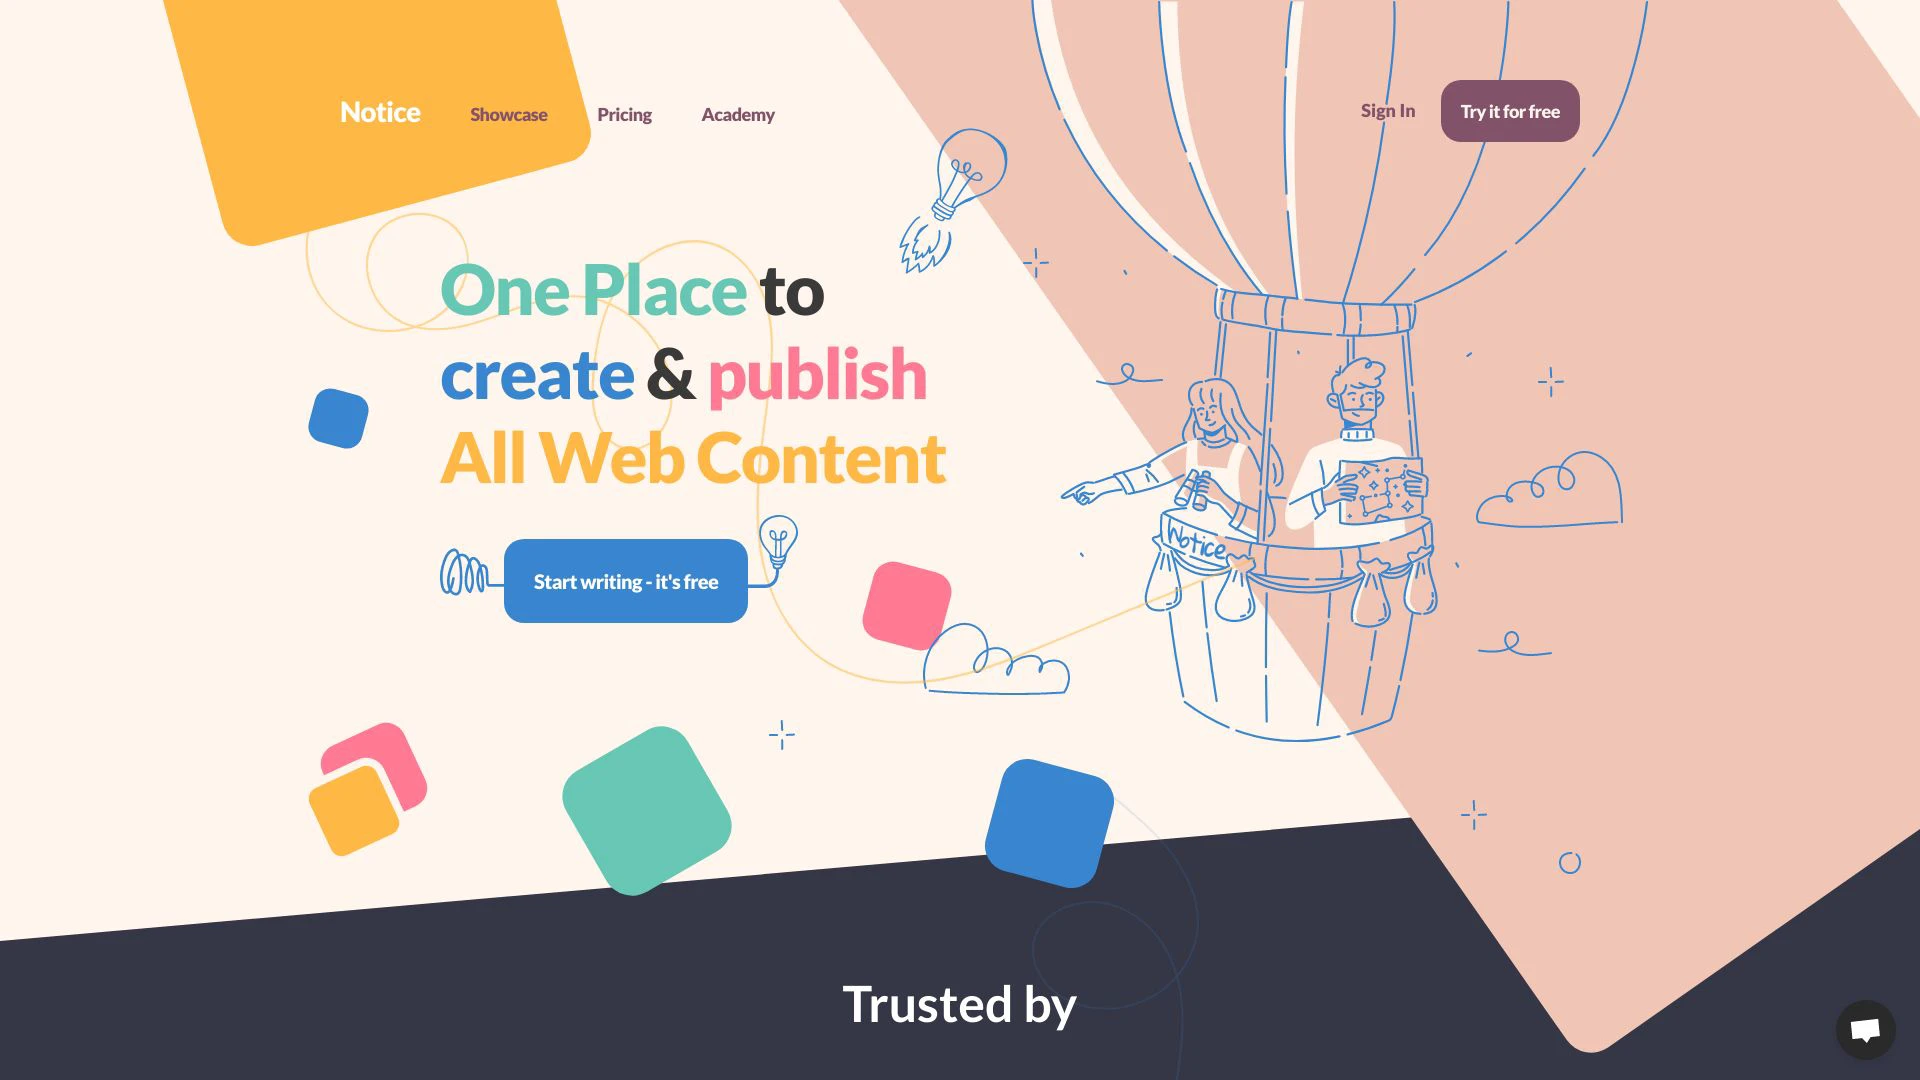 Notice
Showcase
Pricing
Academy
Sign In
Try it for free
One Place to
create & publish
All Web Content
Start writing - it's free
Notice
Trusted by